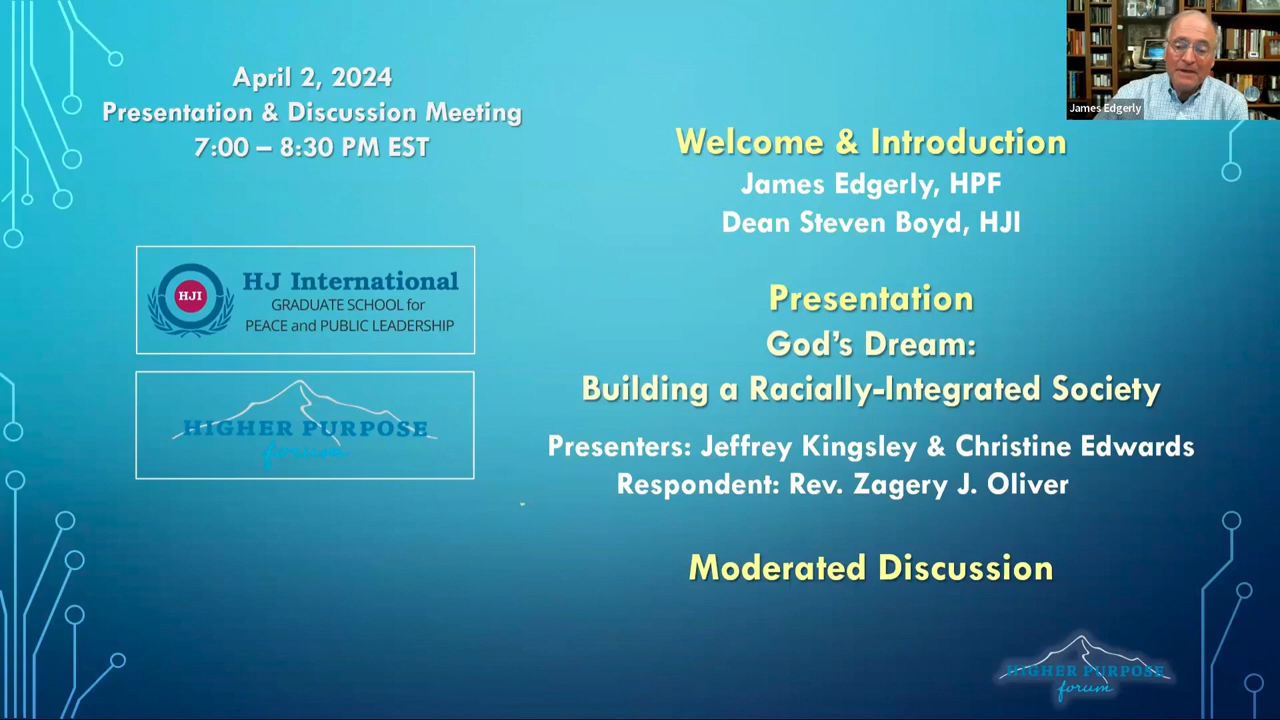 James Edgerly
April 2, 2024
Presentation & Discussion Meeting
7:00 – 8:30 PM EST
HJI
HJ International
GRADUATE SCHOOL for
PEACE and PUBLIC LEADERSHIP
HIGHER PURPOSE
forum
Welcome & Introduction
James Edgerly, HPF
Dean Steven Boyd, HJI
Presentation
God's Dream:
Building a Racially-Integrated Society
Presenters: Jeffrey Kingsley & Christine Edwards
Respondent: Rev. Zagery J. Oliver
Moderated Discussion
HIGHER PURPOSE
forum